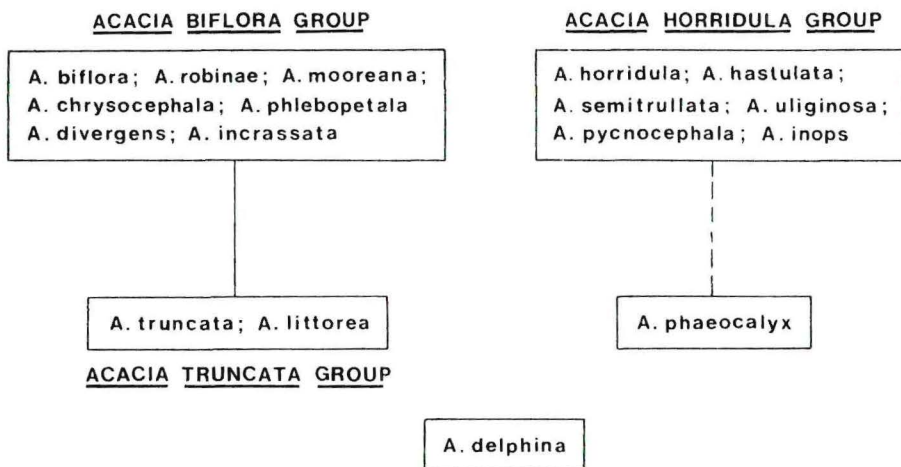 ACACIA BIFLORA GROUP
A. biflora; A. robinae; A. mooreana;
A. chrysocephala; A. phlebopetala
A. divergens; A. incrassata
ACACIA HORRIDULA GROUP
A. horridula; A. hastulata;
A. semitrullata; A. uliginosa;
A. pycnocephala; A. inops
A. truncata; A. littorea
ACACIA TRUNCATA GROUP
A. phaeocalyx
A. delphina